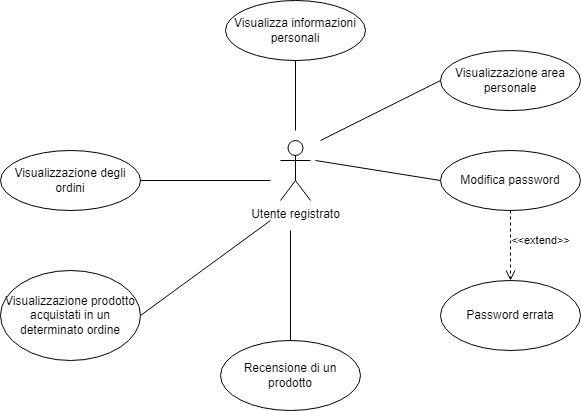 Visualizza informazioni
personali
Visualizzazione area
personale
Visualizzazione degli
ordini
Modifica password
Utente registrato
<<extend>>
Visualizzazione prodotto
acquistati in un
determinato ordine
Password errata
Recensione di un
prodotto